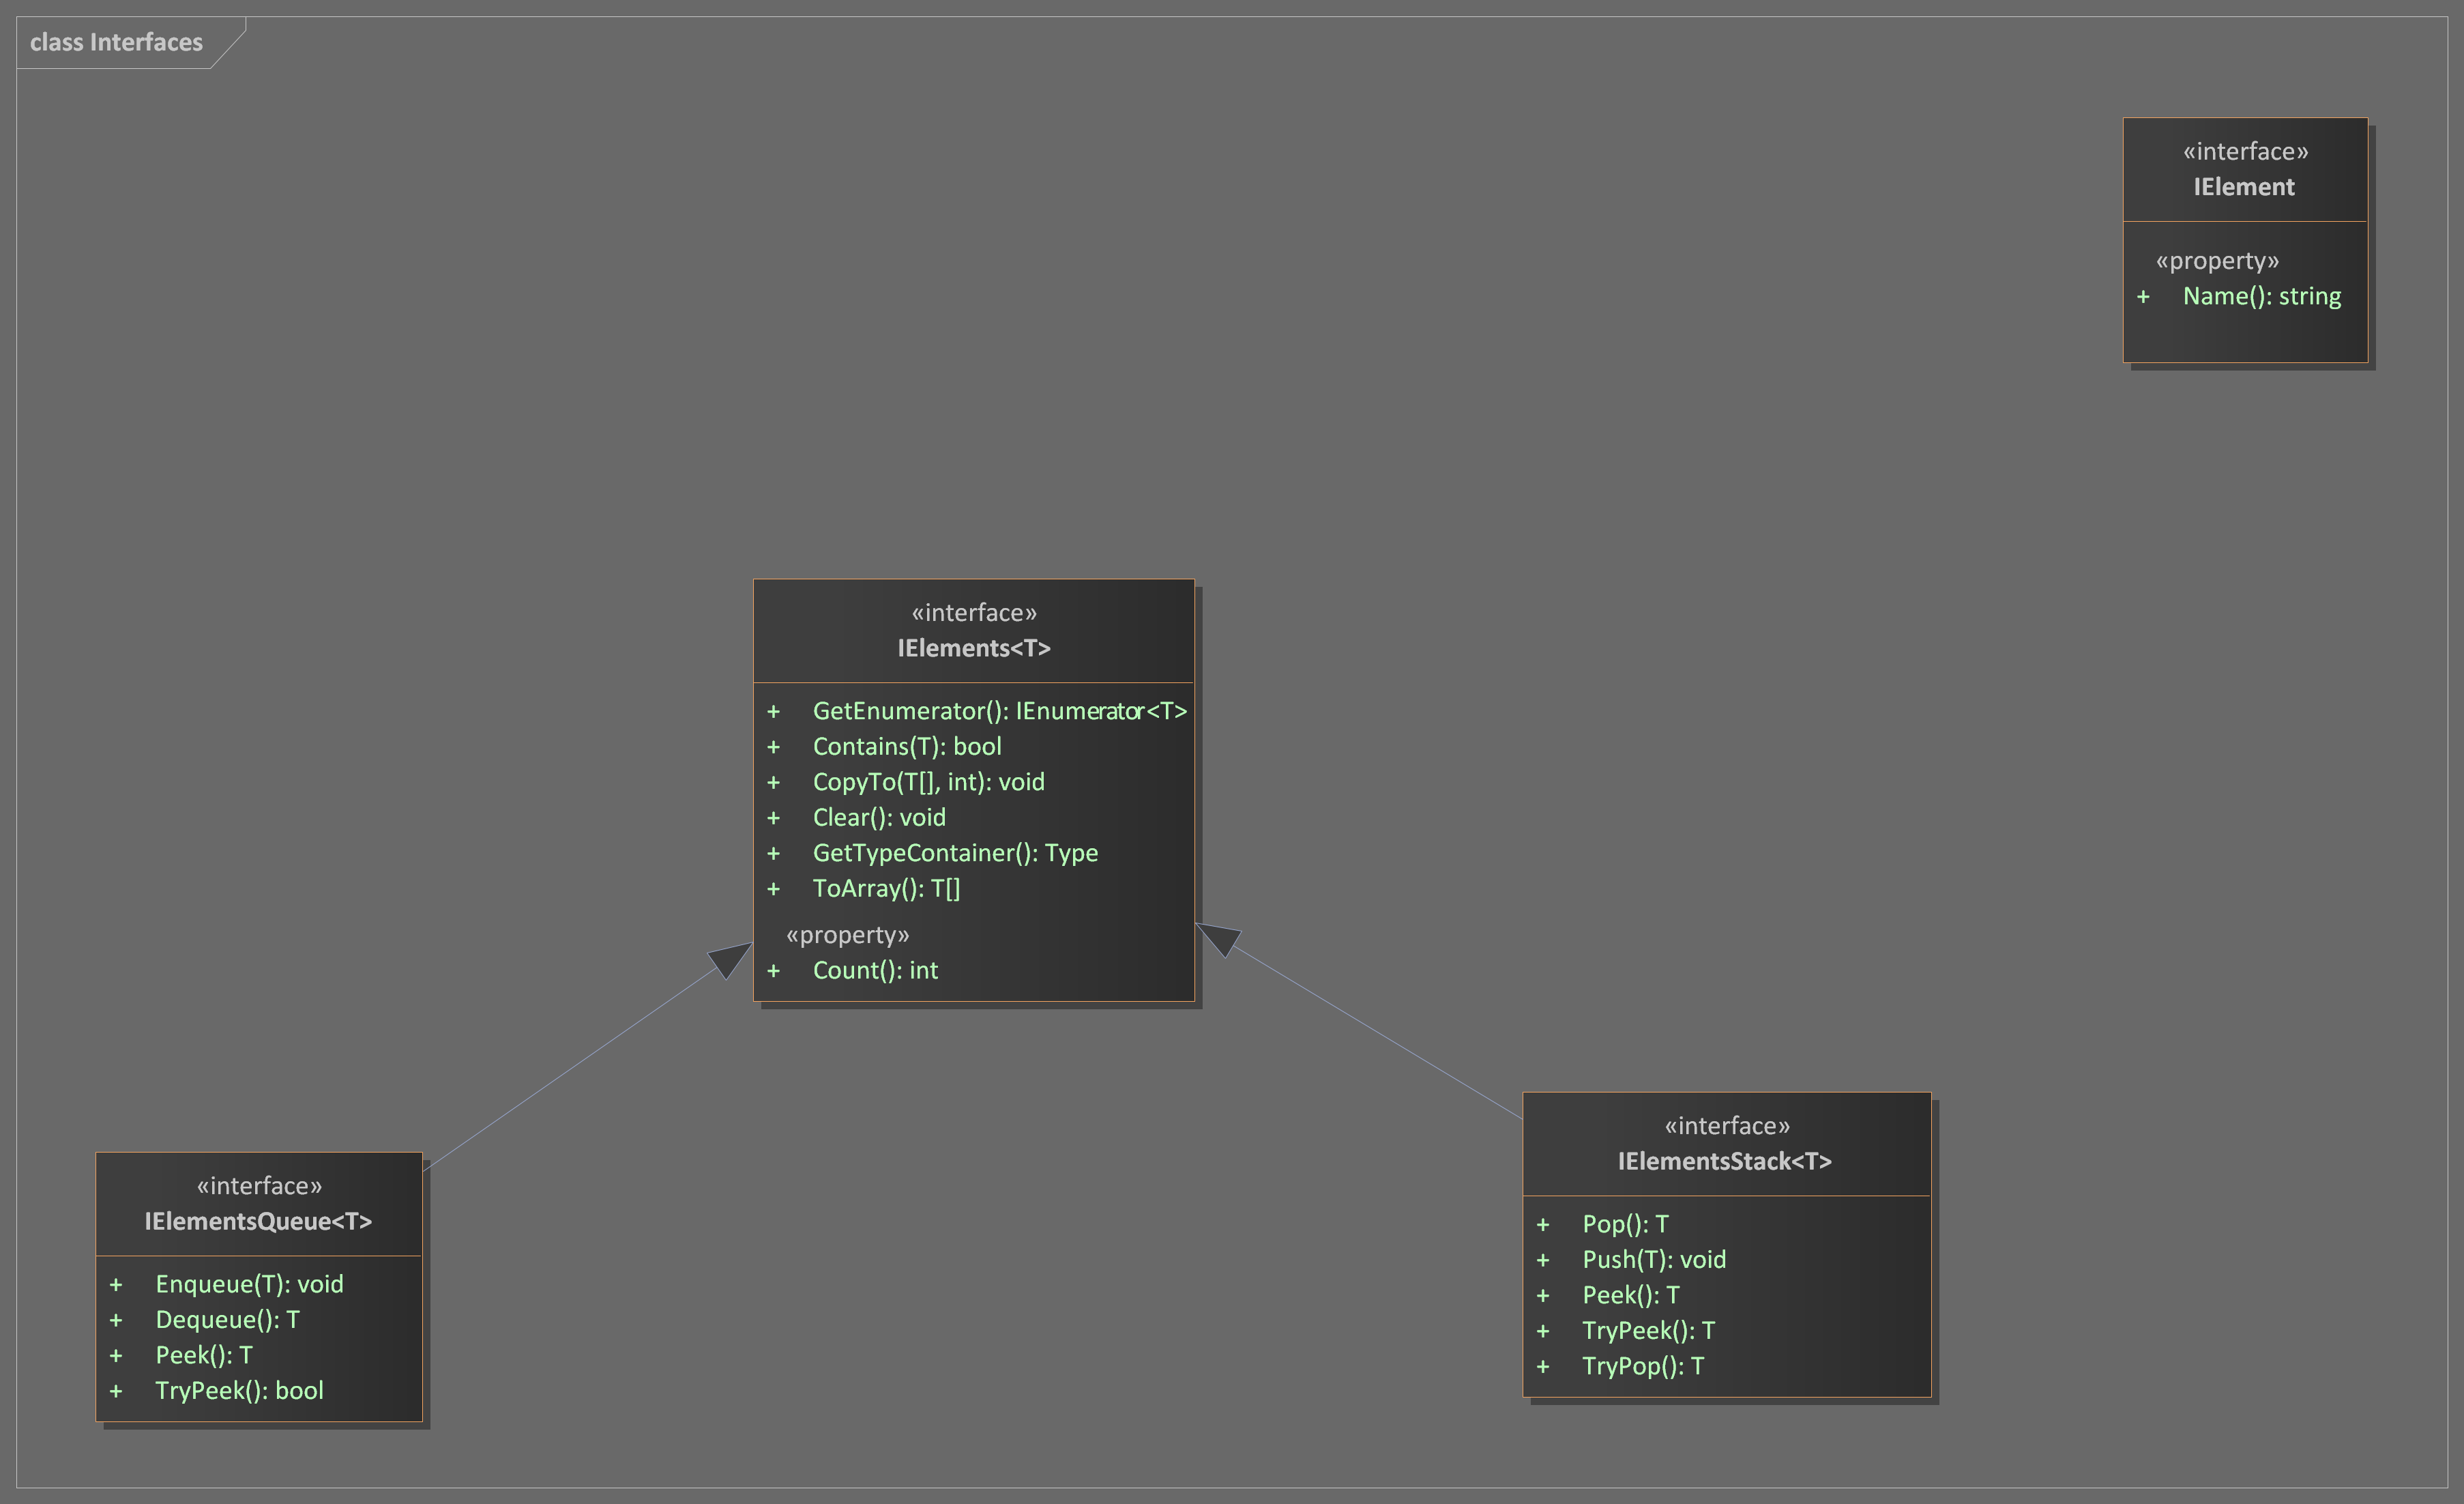 class Interfaces
«interface»
IElement
«property»
+ Name(): string
«interface»
IElements<T>
+ GetEnumerator(): IEnumerator<T>
+ Contains(T): bool
+ CopyTo(T[], int): void
+ Clear(): void
+ GetTypeContainer(): Type
+ ToArray(): T[]
«property»
+ Count(): int
«interface»
IElementsQueue<T>
+ Enqueue(T): void
+ Dequeue(): T
+ Peek(): T
+ TryPeek(): bool
«interface»
IElementsStack<T>
+ Pop(): T
+ Push(T): void
+ Peek(): T
+ TryPeek(): T
+ TryPop(): T